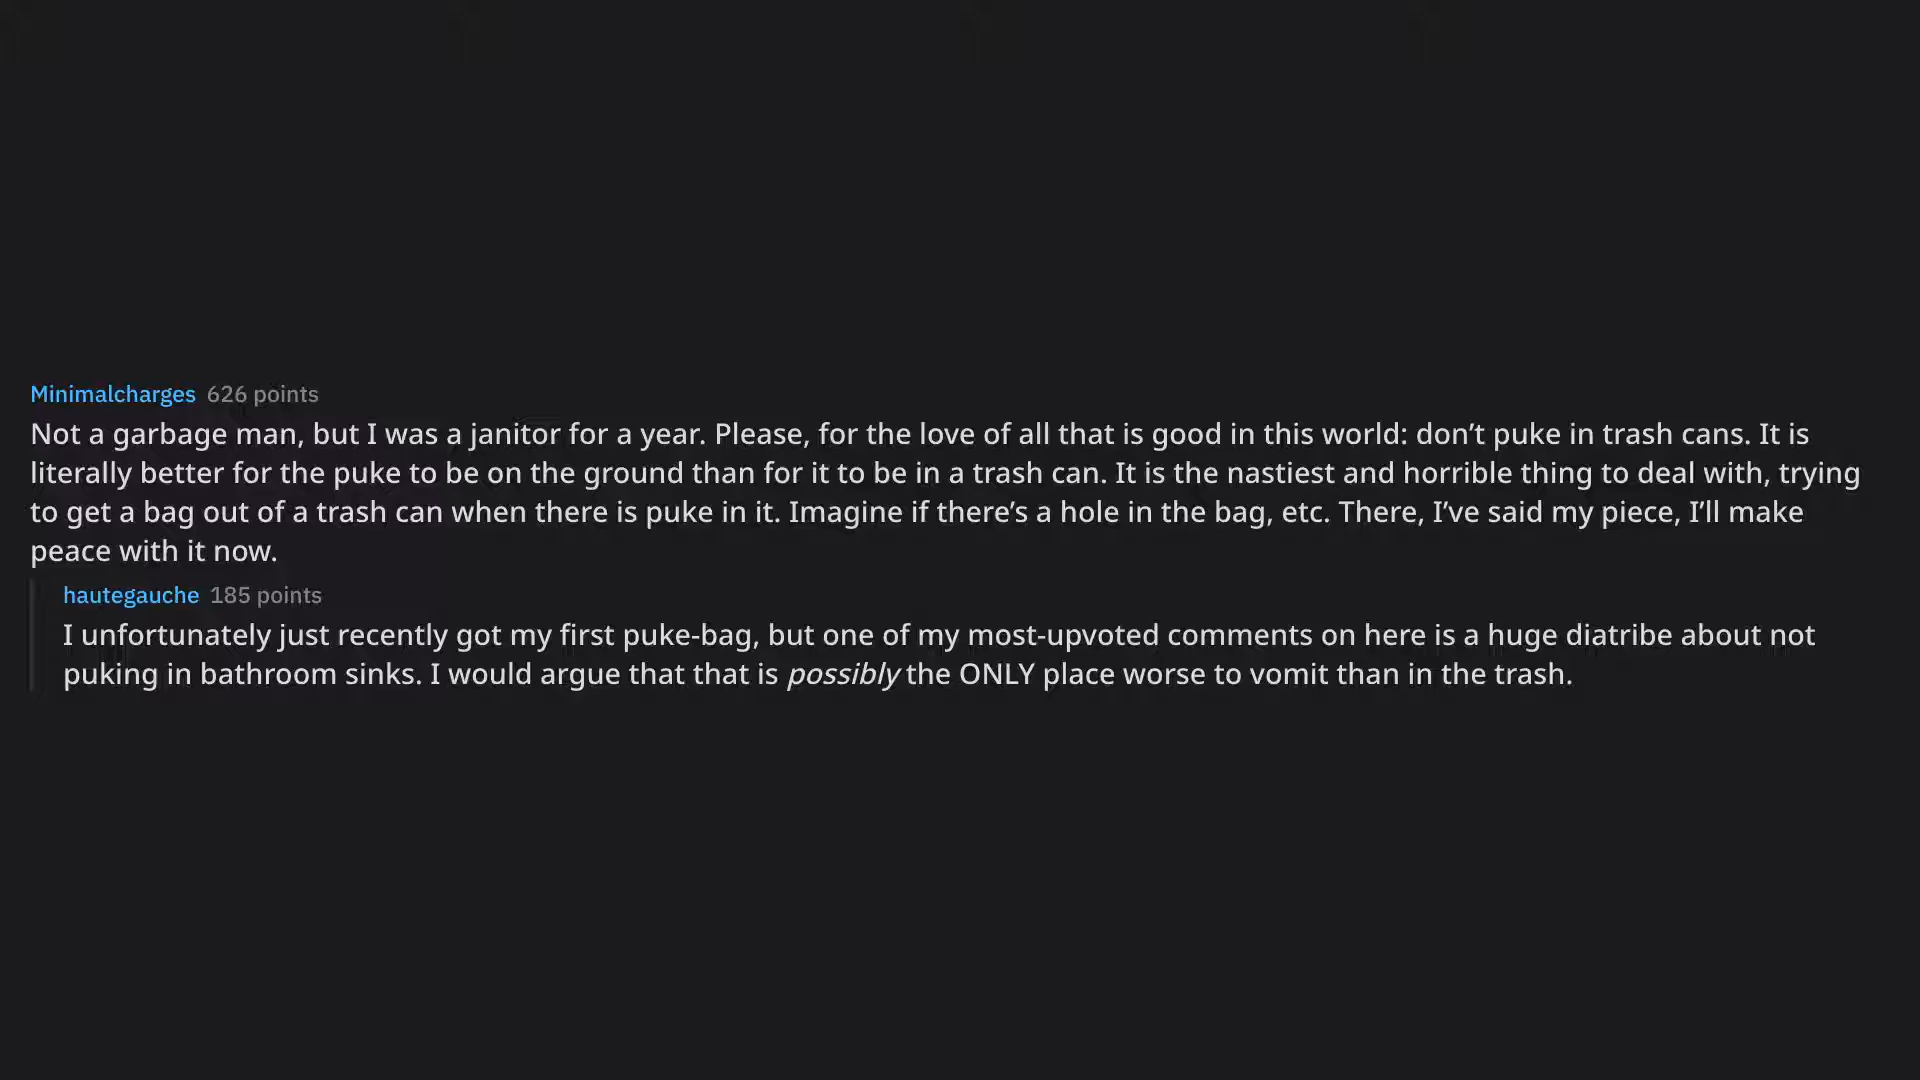 Minimalcharges 626 points
Not a garbage man, but I was a janitor for a year. Please, for the love of all that is good in this world: don’t puke in trash cans. It is
literally better for the puke to be on the ground than for it to be in a trash can. It is the nastiest and horrible thing to deal with, trying
to get a bag out of a trash can when there is puke in it. Imagine if there’s a hole in the bag, etc. There, I’ve said my piece, I’ll make
peace with it now.
hautegauche 185 points
I unfortunately just recently got my first puke-bag, but one of my most-upvoted comments on here is a huge diatribe about not
puking in bathroom sinks. I would argue that that is possibly the ONLY place worse to vomit than in the trash.